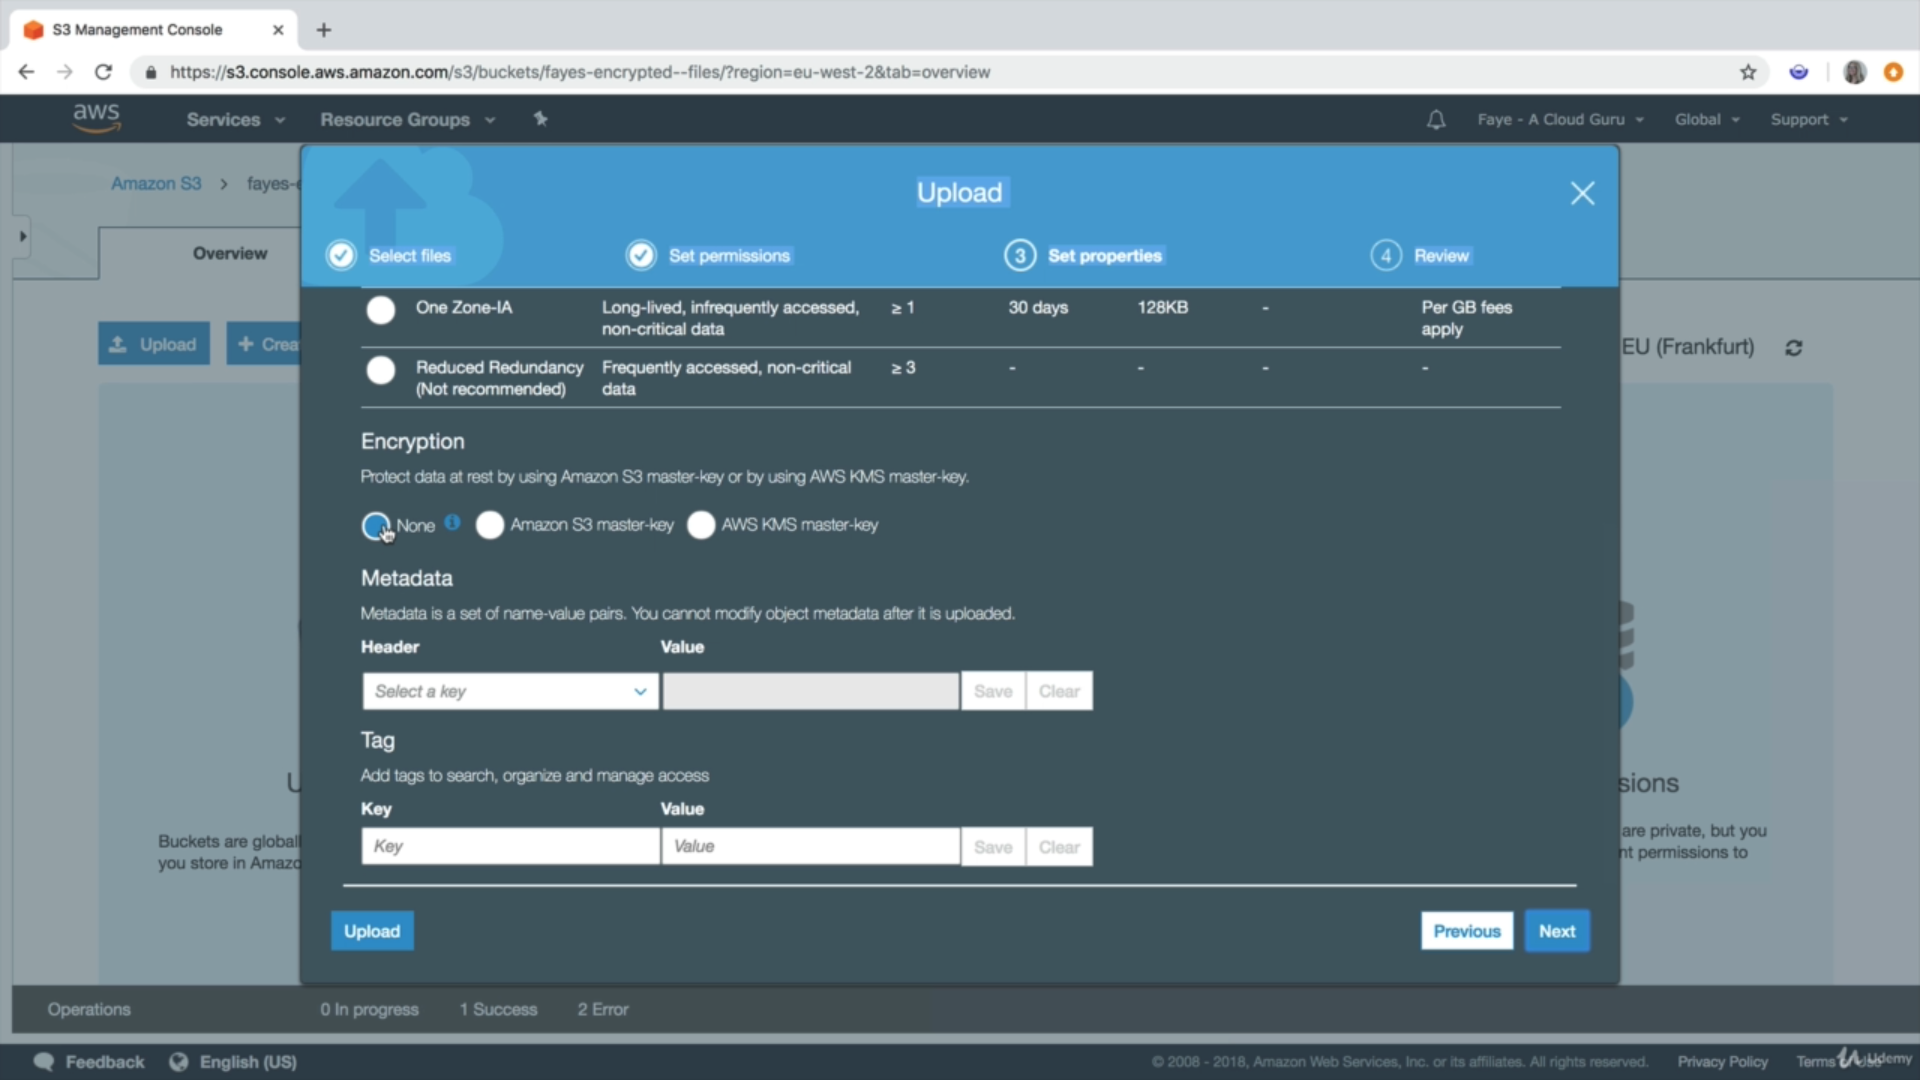 S3 Management Console
https://s3.console.aws.amazon.com/s3/buckets/fayes-encrypted--files/?region=eu-west-2&tab=overview
aws
Services
Resource Groups
Faye - A Cloud Guru
Global
Support
Amazon S3 > fayes-e
Upload
Select files
Set permissions
3 Set properties
4 Review
Overview
Upload
+ Crea
EU (Frankfurt)
One Zone-IA
Long-lived, infrequently accessed,
non-critical data
≥ 1
30 days
128KB
-
Per GB fees
apply
Reduced Redundancy
(Not recommended)
Frequently accessed, non-critical
data
≥ 3
-
-
-
-
Encryption
Protect data at rest by using Amazon S3 master-key or by using AWS KMS master-key.
None
Amazon S3 master-key
AWS KMS master-key
Metadata
Metadata is a set of name-value pairs. You cannot modify object metadata after it is uploaded.
Header
Value
Select a key
Save
Clear
Tag
Add tags to search, organize and manage access
Key
Value
Key
Value
Save
Clear
U
Buckets are globall
you store in Amazo
sions
are private, but you
nt permissions to
Upload
Previous
Next
Operations
0 In progress
1 Success
2 Error
Feedback
English (US)
© 2008 - 2018, Amazon Web Services, Inc. or its affiliates. All rights reserved.
Privacy Policy
Terms
Udemy